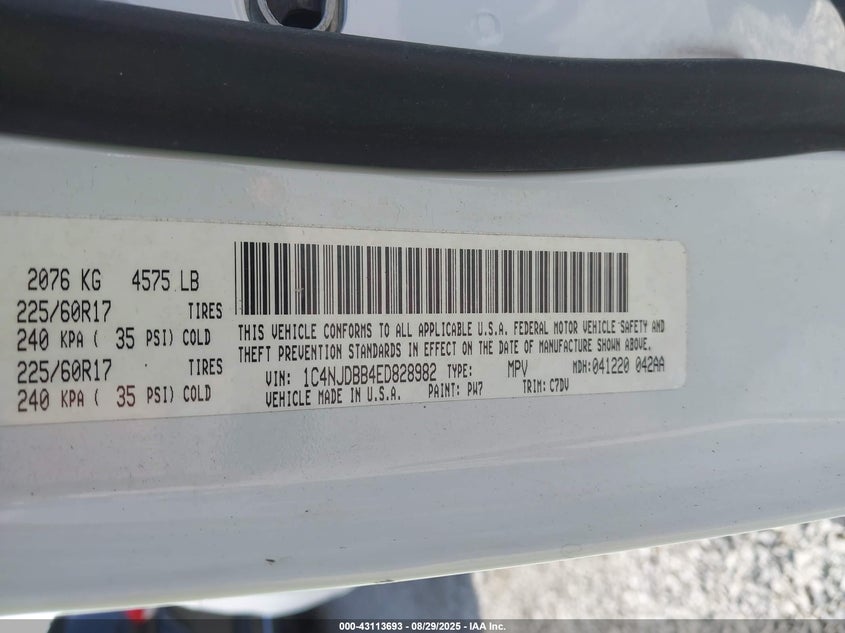 2076 KG 4575 LB
225/60R17 TIRES
240 KPA ( 35 PSI) COLD
225/60R17 TIRES
240 KPA ( 35 PSI) COLD
THIS VEHICLE CONFORMS TO ALL APPLICABLE U.S.A. FEDERAL MOTOR VEHICLE SAFETY AND
THEFT PREVENTION STANDARDS IN EFFECT ON THE DATE OF MANUFACTURE SHOWN ABOVE.
VIN: 1C4NJDBB4ED828982 TYPE: MPV MDH:041220 042AA
VEHICLE MADE IN U.S.A. PAINT: PW7 TRIM: C7DV
000-43113693 - 08/29/2025 - IAA Inc.